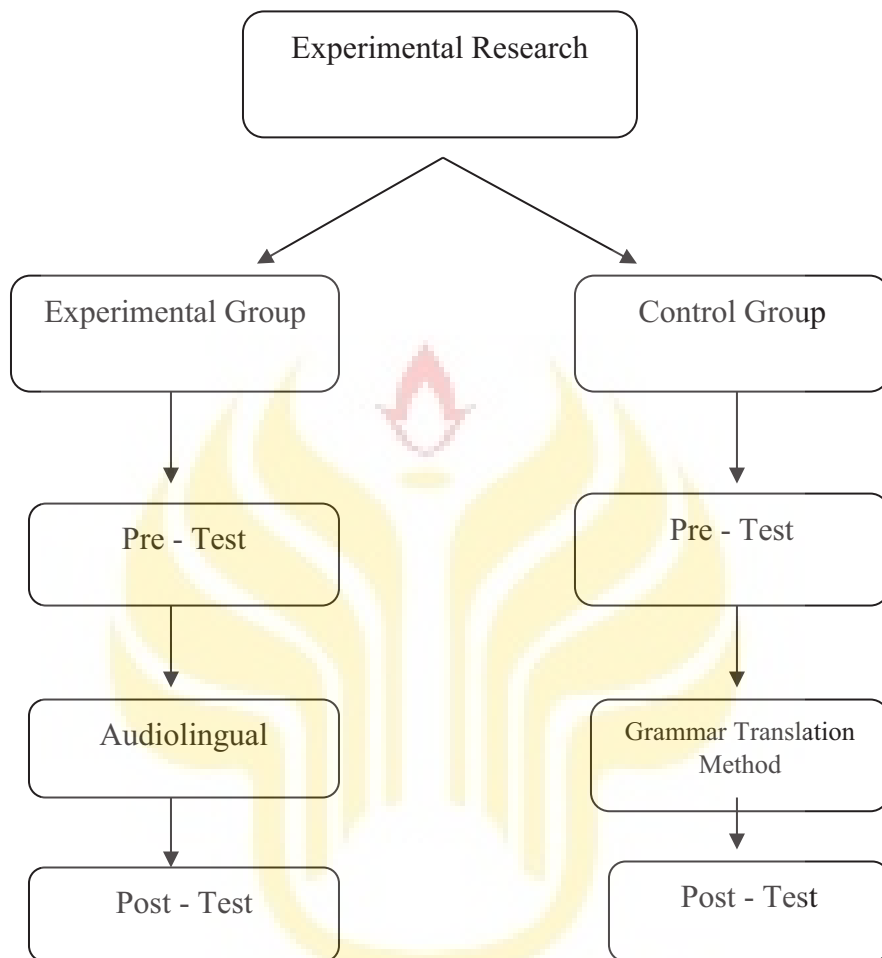 Experimental Research
Experimental Group
Control Group
Pre - Test
Pre - Test
Audiolingual
Grammar Translation
Method
Post - Test
Post - Test